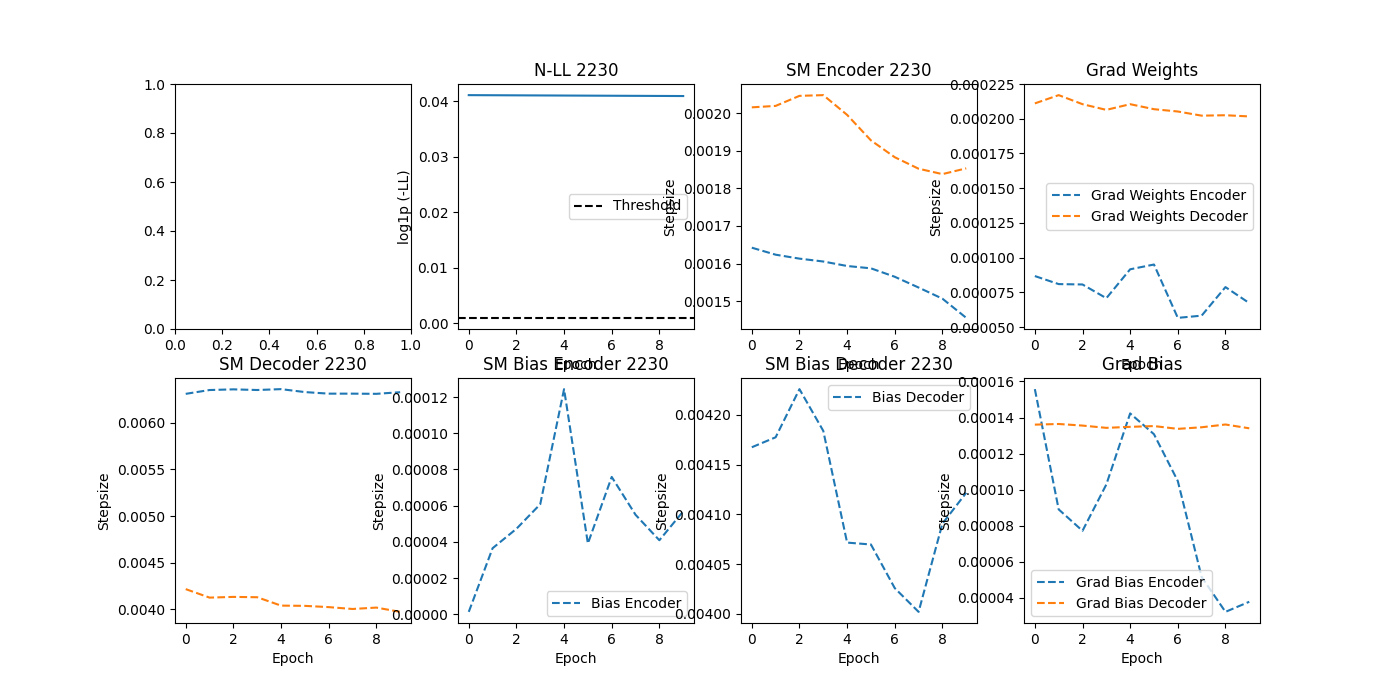 1.0
0.8
0.6
0.4
0.2
0.0
0.0 0.2 0.4 0.6 0.8 1.0
N-LL 2230
log1p (-LL)
0.04
0.03
0.02
0.01
0.00
Threshold
0 2 4 6 8
Epoch
SM Encoder 2230
Stepsize
0.0020
0.0019
0.0018
0.0017
0.0016
0.0015
0 2 4 6 8
Epoch
Grad Weights
Stepsize
0.000225
0.000200
0.000175
0.000150
0.000125
0.000100
0.000075
0.000050
Grad Weights Encoder
Grad Weights Decoder
0 2 4 6 8
Epoch
SM Decoder 2230
Stepsize
0.0060
0.0055
0.0050
0.0045
0.0040
0 2 4 6 8
Epoch
SM Bias Encoder 2230
Stepsize
0.00012
0.00010
0.00008
0.00006
0.00004
0.00002
0.00000
Bias Encoder
0 2 4 6 8
Epoch
SM Bias Decoder 2230
Stepsize
0.00420
0.00415
0.00410
0.00405
0.00400
Bias Decoder
0 2 4 6 8
Epoch
Grad Bias
Stepsize
0.00016
0.00014
0.00012
0.00010
0.00008
0.00006
0.00004
Grad Bias Encoder
Grad Bias Decoder
0 2 4 6 8
Epoch